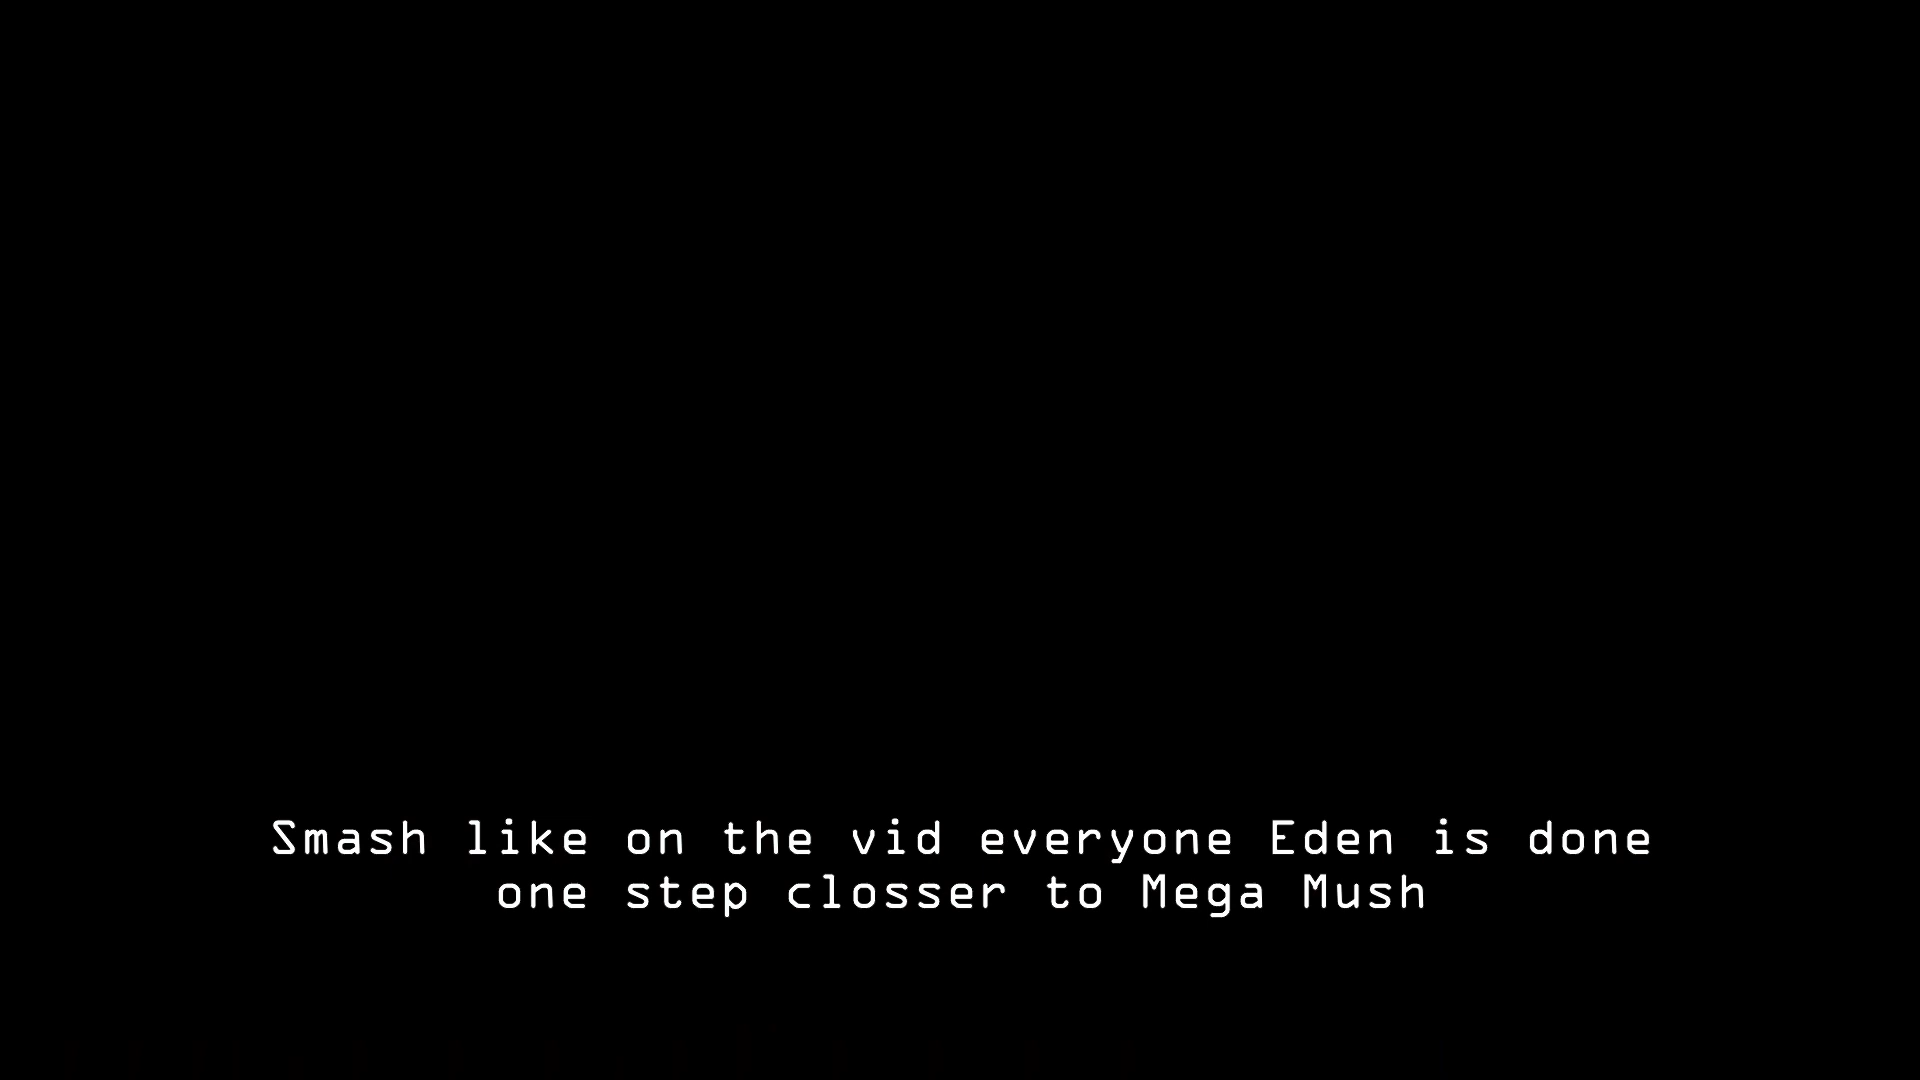 Smash like on the vid everyone Eden is done
one step closser to Mega Mush